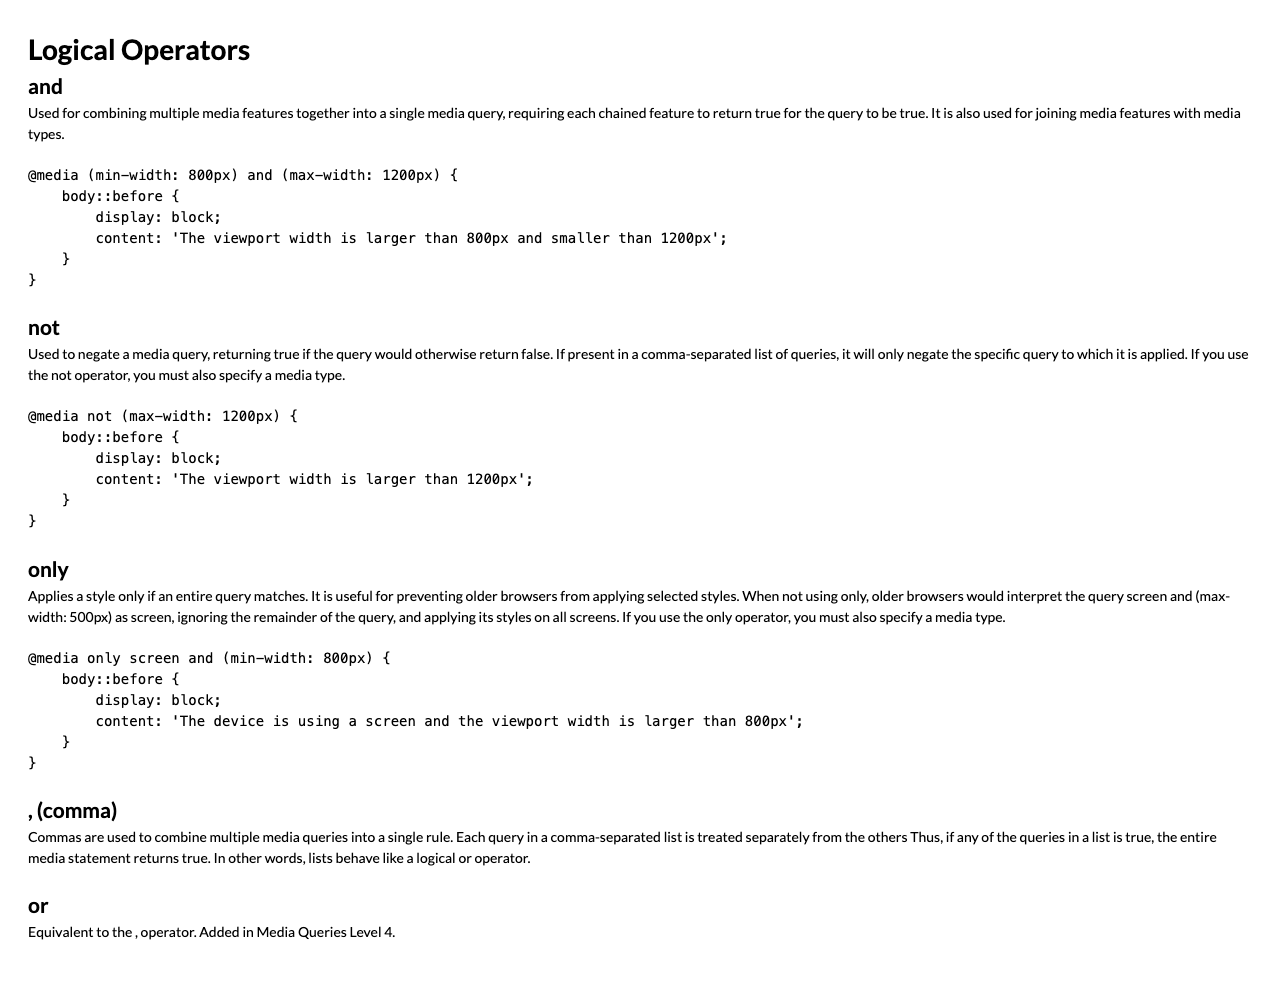 Logical Operators
and
Used for combining multiple media features together into a single media query, requiring each chained feature to return true for the query to be true. It is also used for joining media features with media
types.
@media (min-width: 800px) and (max-width: 1200px) {
    body::before {
        display: block;
        content: 'The viewport width is larger than 800px and smaller than 1200px';
    }
}
not
Used to negate a media query, returning true if the query would otherwise return false. If present in a comma-separated list of queries, it will only negate the specific query to which it is applied. If you use
the not operator, you must also specify a media type.
@media not (max-width: 1200px) {
    body::before {
        display: block;
        content: 'The viewport width is larger than 1200px';
    }
}
only
Applies a style only if an entire query matches. It is useful for preventing older browsers from applying selected styles. When not using only, older browsers would interpret the query screen and (max-
width: 500px) as screen, ignoring the remainder of the query, and applying its styles on all screens. If you use the only operator, you must also specify a media type.
@media only screen and (min-width: 800px) {
    body::before {
        display: block;
        content: 'The device is using a screen and the viewport width is larger than 800px';
    }
}
, (comma)
Commas are used to combine multiple media queries into a single rule. Each query in a comma-separated list is treated separately from the others Thus, if any of the queries in a list is true, the entire
media statement returns true. In other words, lists behave like a logical or operator.
or
Equivalent to the , operator. Added in Media Queries Level 4.